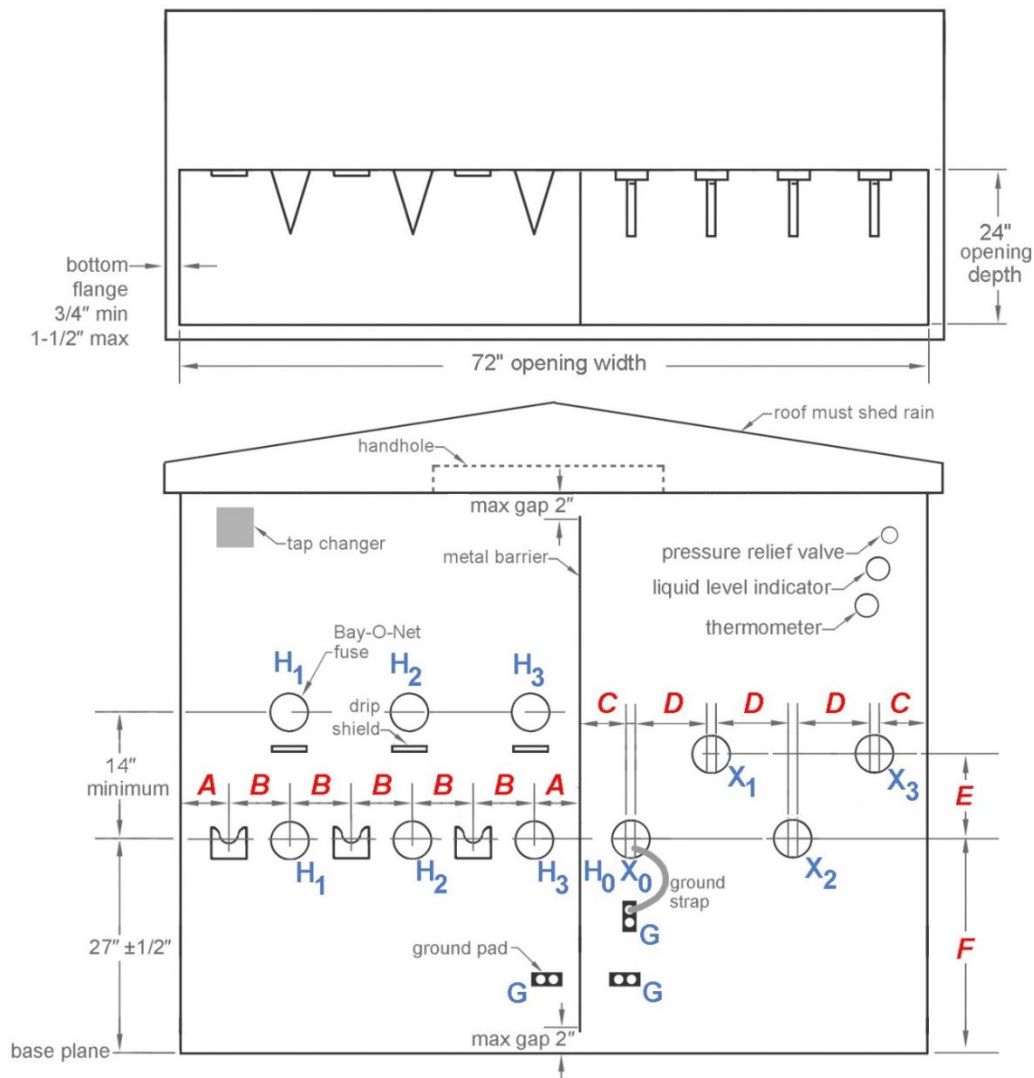 24"
opening
depth
bottom
flange
3/4" min
1-1/2" max
72" opening width
roof must shed rain
handhole
max gap 2"
tap changer
metal barrier
pressure relief valve
liquid level indicator
thermometer
Bay-O-Net
fuse
H1
H2
H3
drip
shield
C
D
D
D
C
14"
minimum
A
B
B
B
B
B
A
X1
X3
E
H1
H2
H3
H0 X0
X2
ground
strap
27" ±1/2"
G
F
ground pad
G
G
max gap 2"
base plane